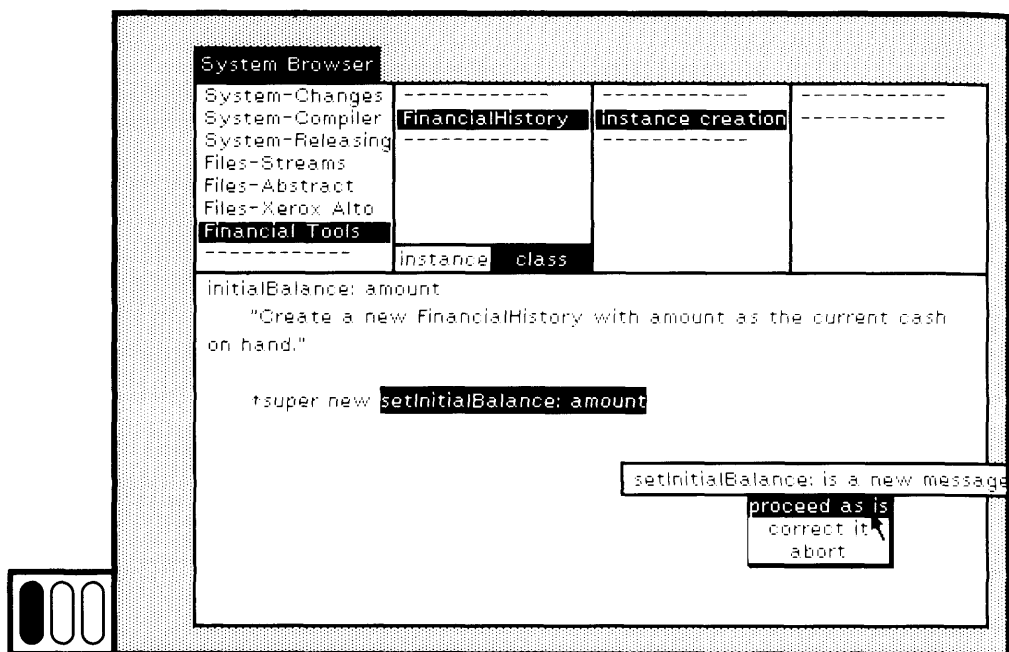 System Browser
System-Changes
System-Compiler
System-Releasing
Files-Streams
Files-Abstract
Files-Xerox Alto
Financial Tools
------------
------------
FinancialHistory
------------
instance class
------------
instance creation
------------
------------
------------
initialBalance: amount
"Create a new FinancialHistory with amount as the current cash
on hand."
↑super new setInitialBalance: amount
setInitialBalance: is a new message
proceed as is
correct it
abort